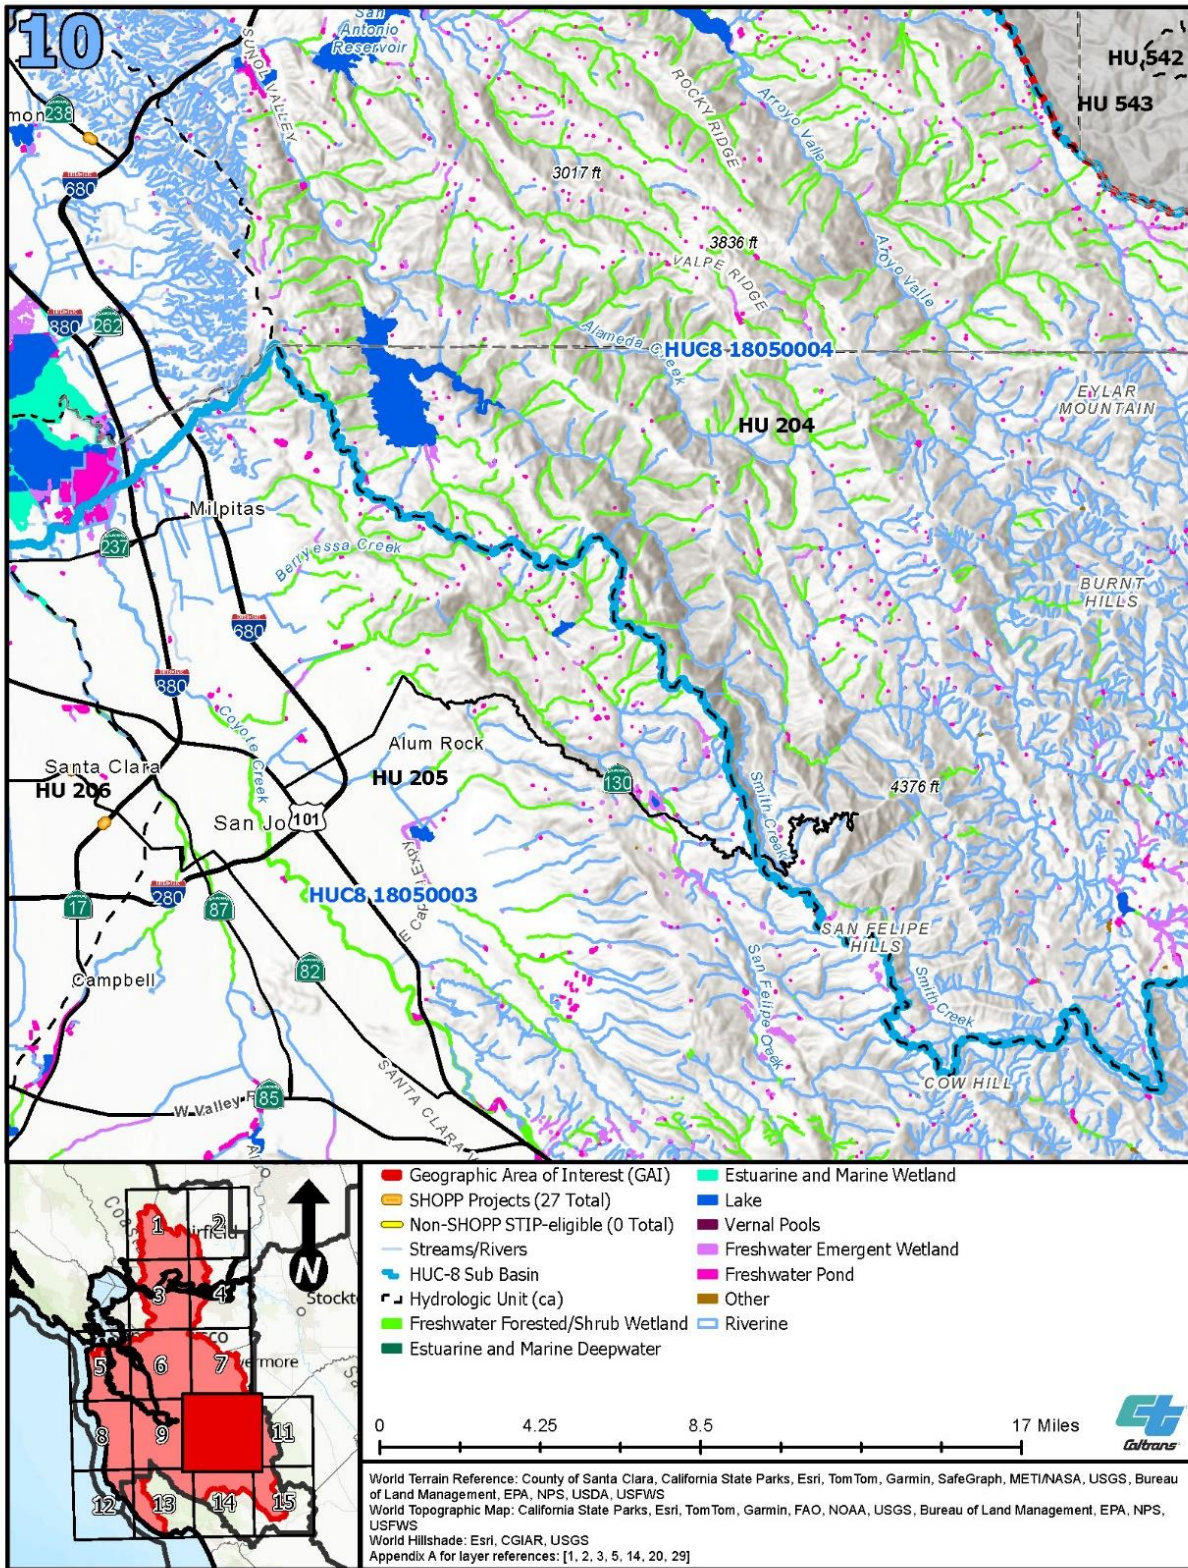 10
San
Antonio
Reservoir
SUNOL VALLEY
ROCKY RIDGE
Arroyo Valle
HU 542
HU 543
mon
238
680
3017 ft
3836 ft
VALPE RIDGE
Arroyo Valle
880
262
Alameda Creek
HUC8 18050004
EYLAR
MOUNTAIN
HU 204
Milpitas
237
Berryessa Creek
BURNT
HILLS
680
880
Coyote Creek
Alum Rock
Santa Clara
HU 205
HU 206
130
4376 ft
San Jo
101
Smith Creek
E Cap
l Expy
280
HUC8 18050003
17
87
SAN FELIPE
HILLS
82
Campbell
San Felipe Creek
Smith Creek
COW HILL
SANTA CLARA
W Valley F
85
1
2
irfield
3
4
Stockt
sco
5
6
7
vermore
8
9
11
12
13
14
15
Coas
N
Geographic Area of Interest (GAI)
SHOPP Projects (27 Total)
Non-SHOPP STIP-eligible (0 Total)
Streams/Rivers
HUC-8 Sub Basin
Hydrologic Unit (ca)
Freshwater Forested/Shrub Wetland
Estuarine and Marine Deepwater
Estuarine and Marine Wetland
Lake
Vernal Pools
Freshwater Emergent Wetland
Freshwater Pond
Other
Riverine
0 4.25 8.5 17 Miles
Caltrans
World Terrain Reference: County of Santa Clara, California State Parks, Esri, TomTom, Garmin, SafeGraph, METI/NASA, USGS, Bureau
of Land Management, EPA, NPS, USDA, USFWS
World Topographic Map: California State Parks, Esri, TomTom, Garmin, FAO, NOAA, USGS, Bureau of Land Management, EPA, NPS,
USFWS
World Hillshade: Esri, CGIAR, USGS
Appendix A for layer references: [1, 2, 3, 5, 14, 20, 29]